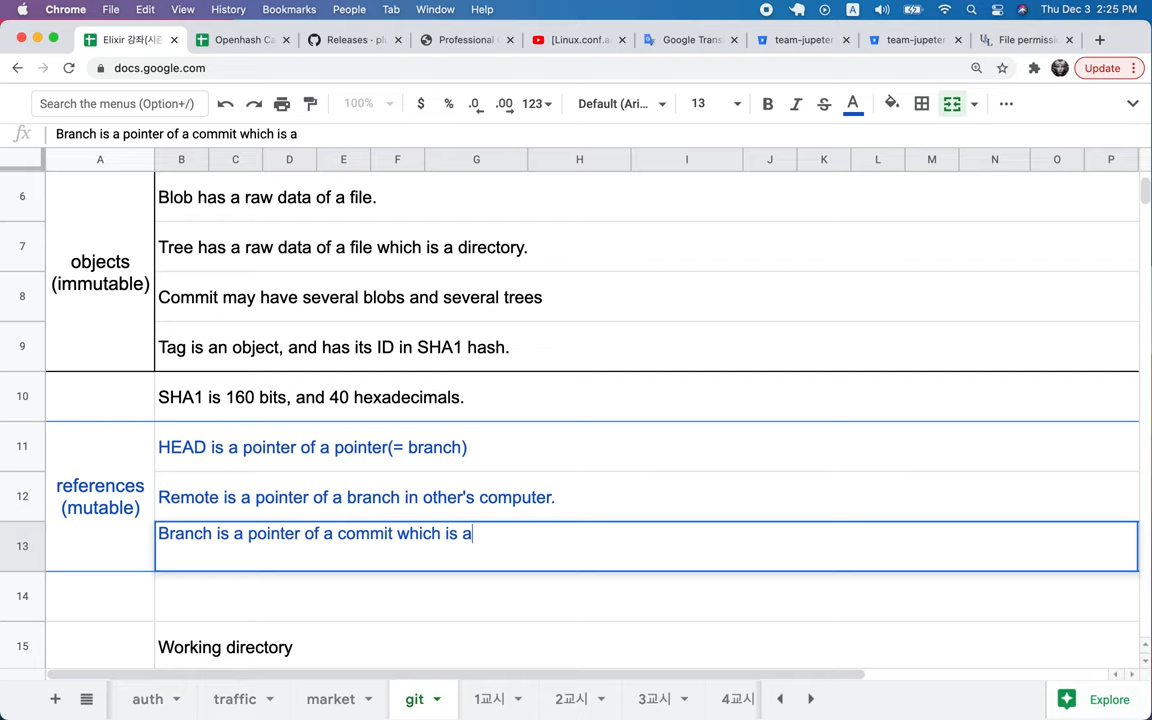 Chrome File Edit View History Bookmarks People Tab Window Help A Thu Dec 3 2:25 PM
Elixir 강좌(시즌 Openhash Ca Releases · pl Professional [Linux.conf.a Google Trans team-jupeter team-jupeter File permissi
docs.google.com Update
Search the menus (Option+/) 100% $ % .0 .00 123 Default (Ari... 13 B I S A
fx Branch is a pointer of a commit which is a
A B C D E F G H I J K L M N O P
6 Blob has a raw data of a file.
7 Tree has a raw data of a file which is a directory.
objects
(immutable)
8 Commit may have several blobs and several trees
9 Tag is an object, and has its ID in SHA1 hash.
10 SHA1 is 160 bits, and 40 hexadecimals.
11 HEAD is a pointer of a pointer(= branch)
references
(mutable)
12 Remote is a pointer of a branch in other's computer.
13 Branch is a pointer of a commit which is a
14
15 Working directory
auth traffic market git 1교시 2교시 3교시 4교시 Explore